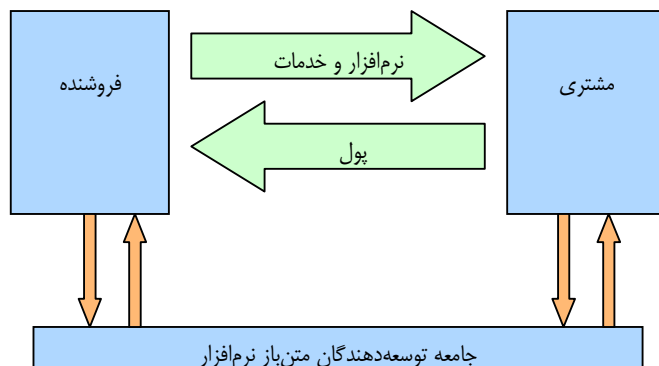 فروشنده
نرم‌افزار و خدمات
مشتری
پول
جامعه توسعه‌دهندگان متن‌باز نرم‌افزار